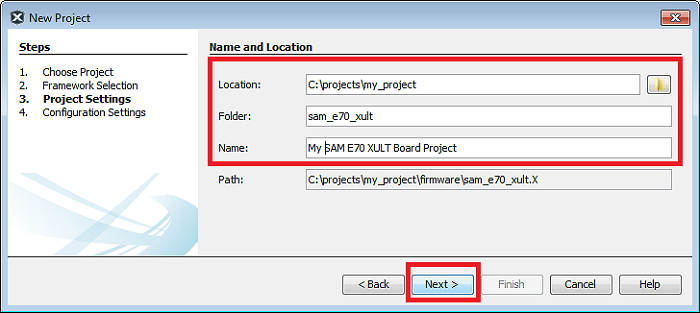 New Project
Steps
1. Choose Project
2. Framework Selection
3. Project Settings
4. Configuration Settings
Name and Location
Location: C:\projects\my_project
Folder: sam_e70_xult
Name: My SAM E70 XULT Board Project
Path: C:\projects\my_project\firmware\sam_e70_xult.X
< Back Next > Finish Cancel Help